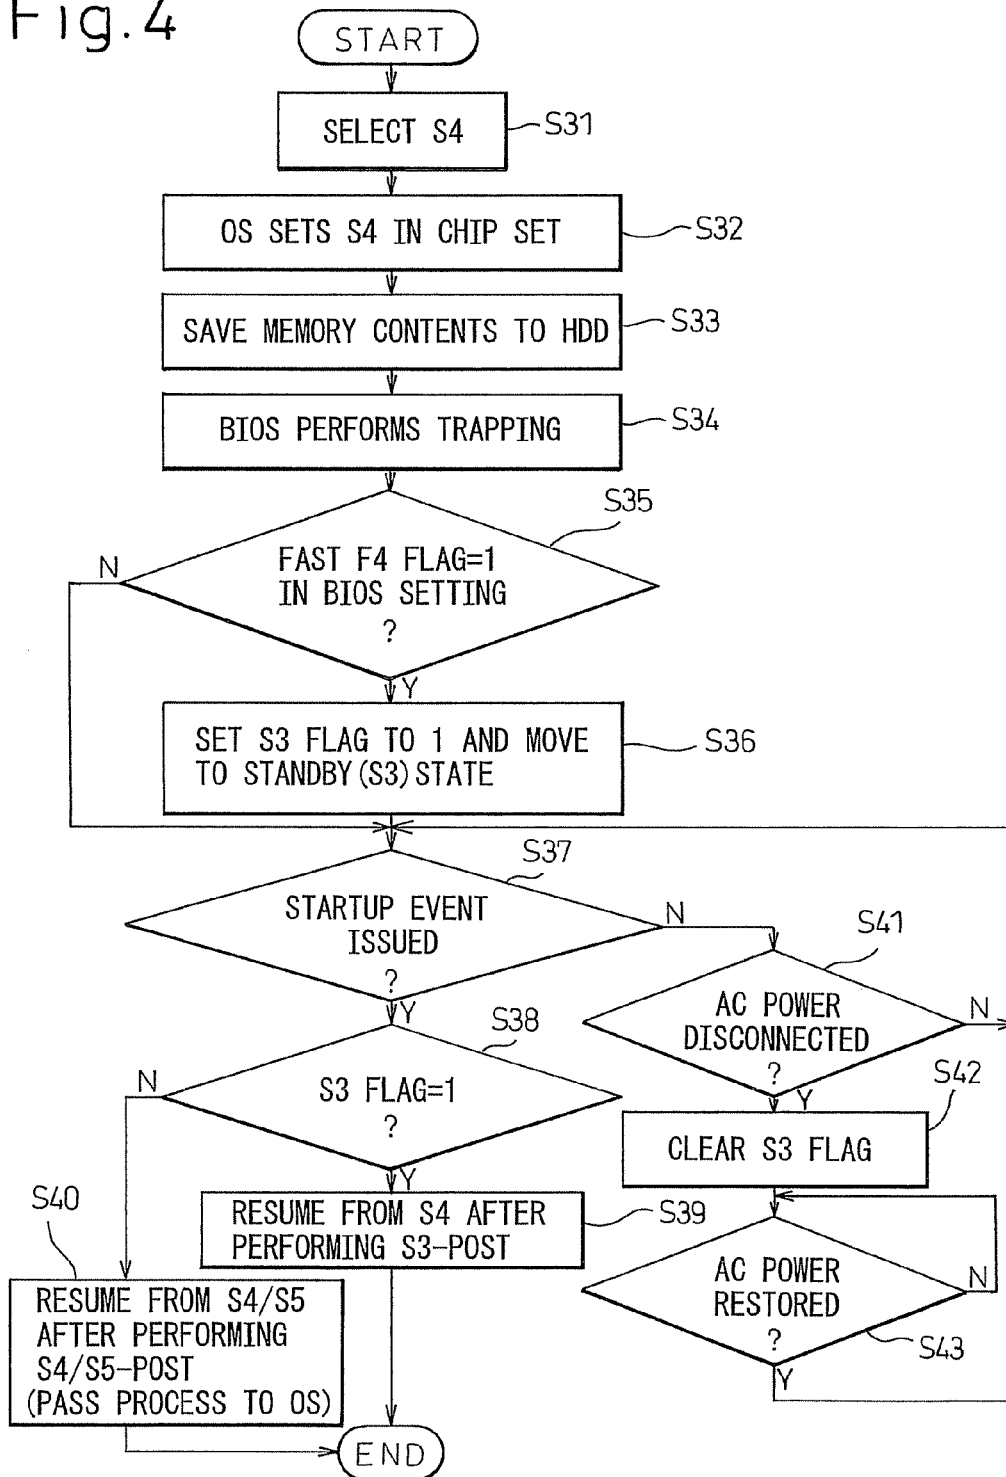 Fig. 4
START
SELECT S4
S31
OS SETS S4 IN CHIP SET
S32
SAVE MEMORY CONTENTS TO HDD
S33
BIOS PERFORMS TRAPPING
S34
S35
FAST F4 FLAG=1
IN BIOS SETTING
?
N
Y
SET S3 FLAG TO 1 AND MOVE
TO STANDBY(S3)STATE
S36
S37
STARTUP EVENT
ISSUED
?
N
Y
S41
AC POWER
DISCONNECTED
?
N
Y
S38
S3 FLAG=1
?
N
Y
S42
CLEAR S3 FLAG
RESUME FROM S4 AFTER
PERFORMING S3-POST
S39
S40
RESUME FROM S4/S5
AFTER PERFORMING
S4/S5-POST
(PASS PROCESS TO OS)
AC POWER
RESTORED
?
N
S43
Y
END